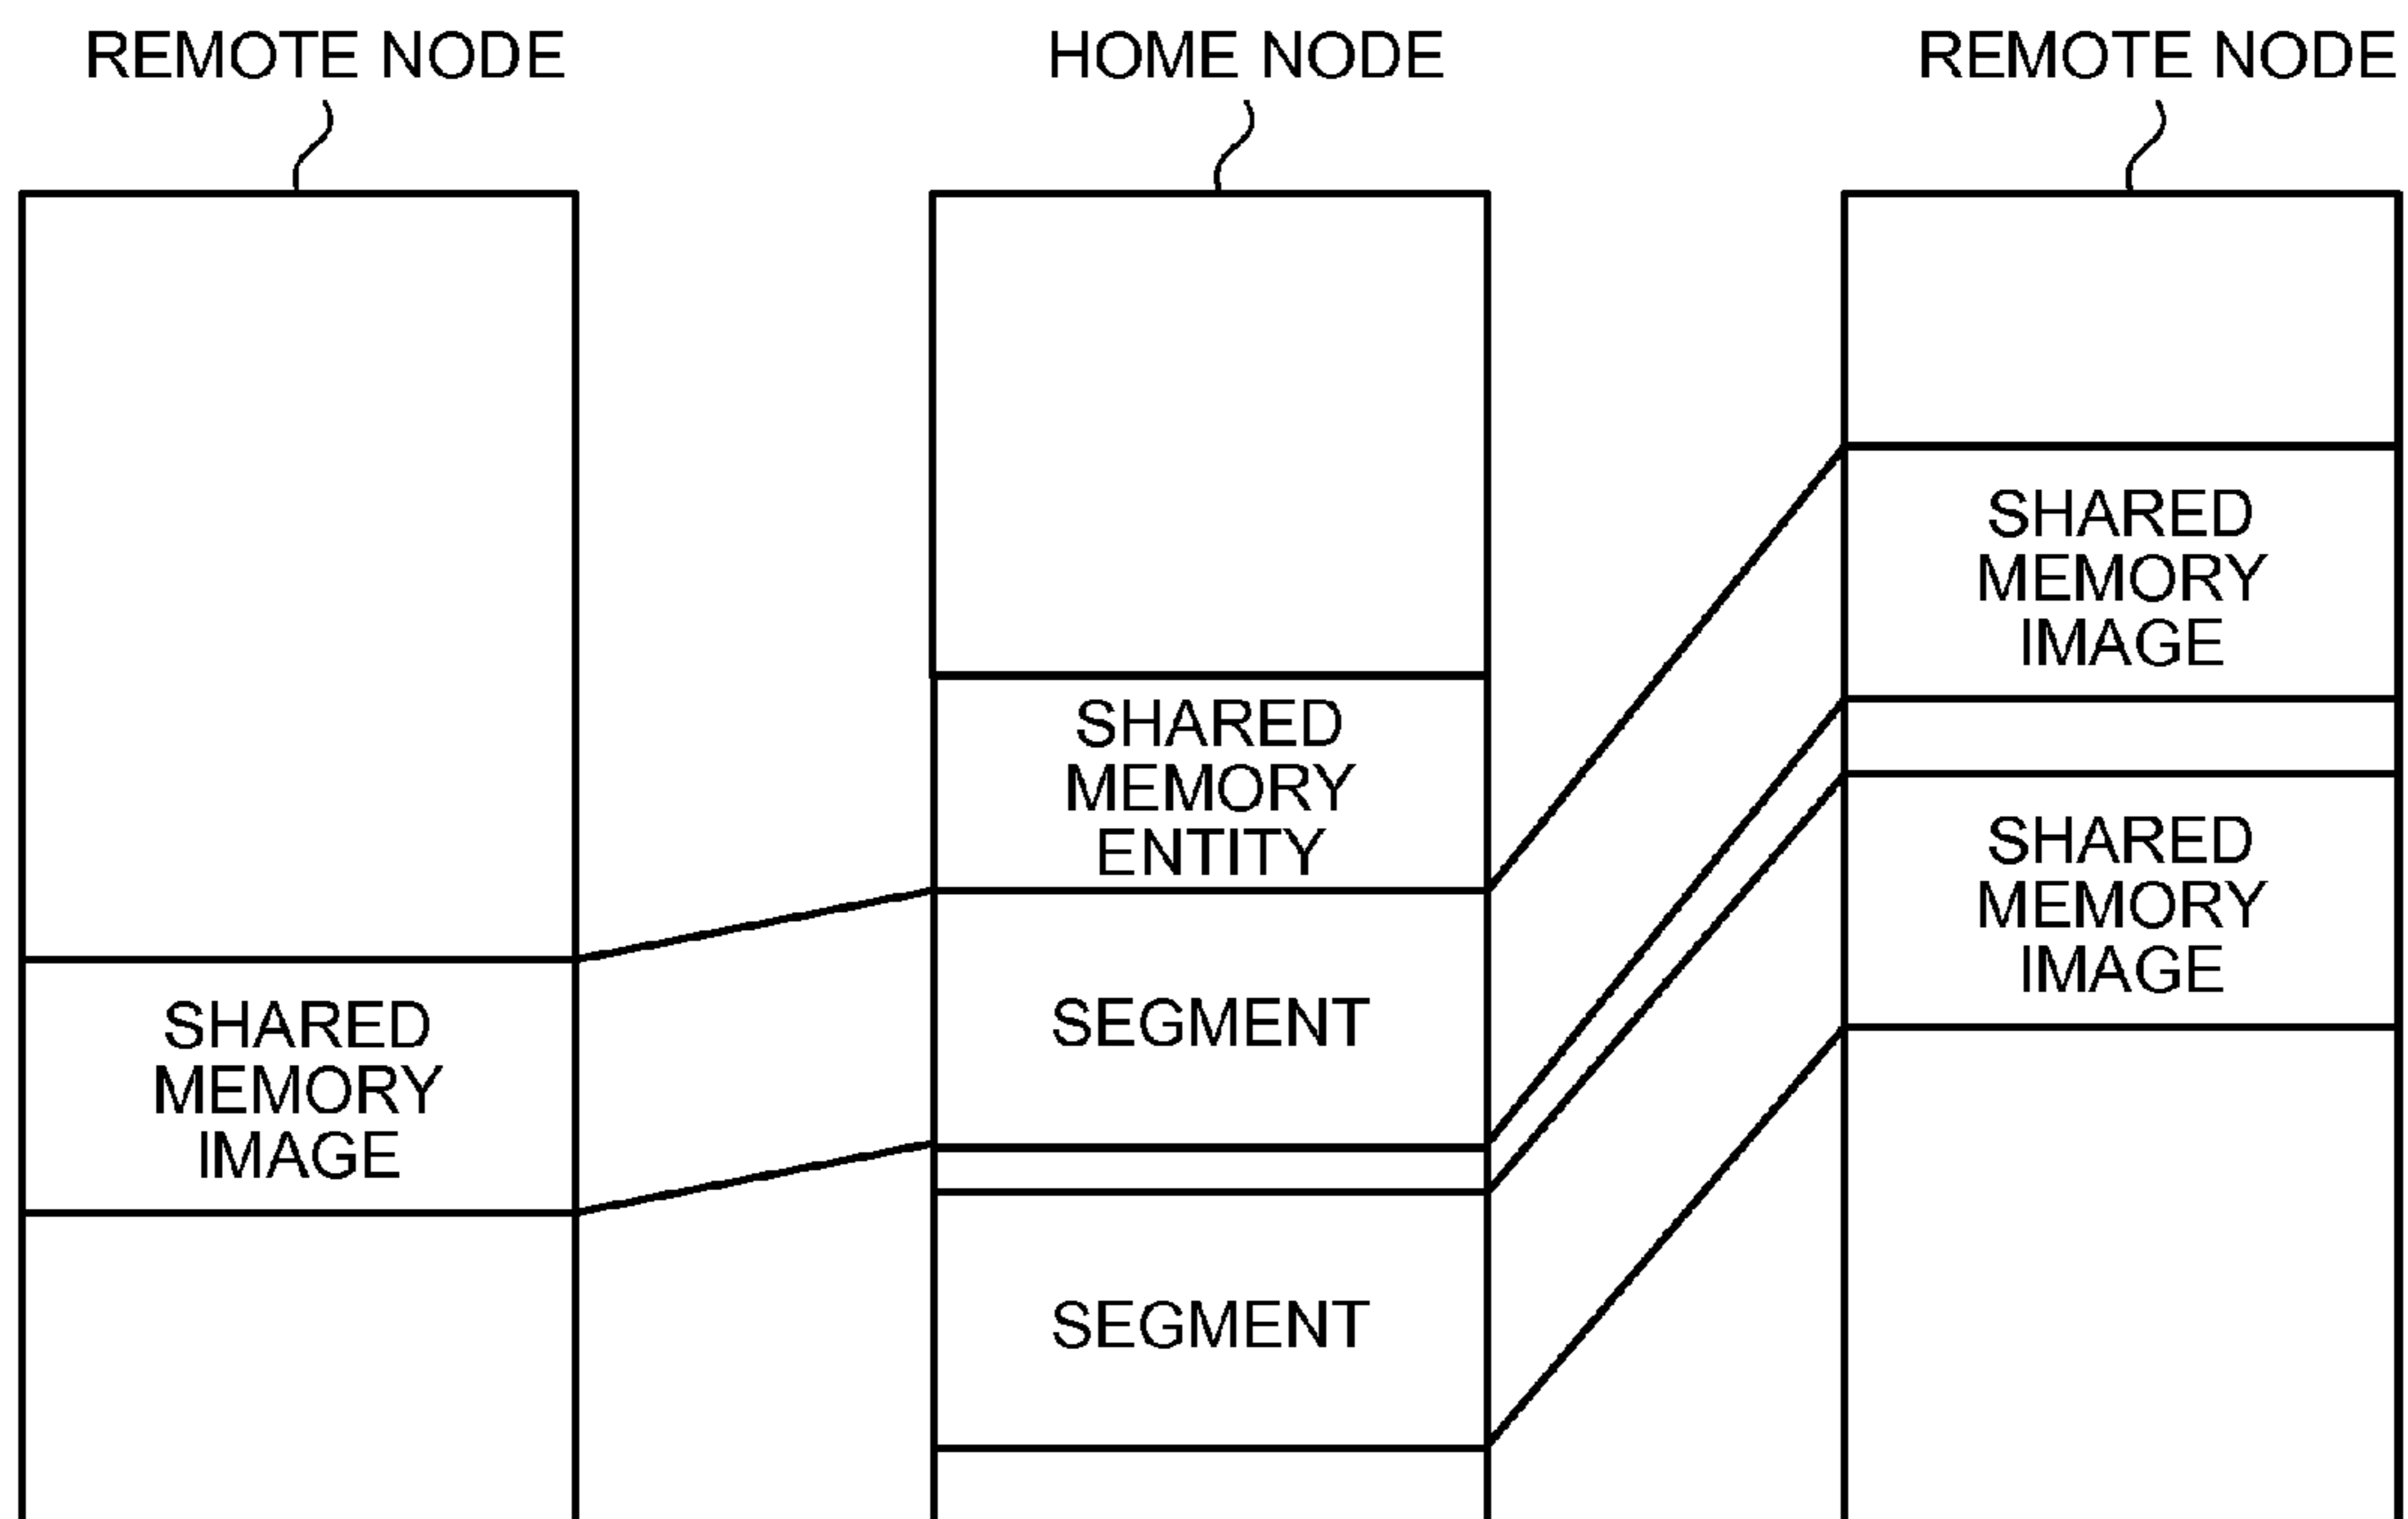 REMOTE NODE
HOME NODE
REMOTE NODE
SHARED
MEMORY
IMAGE
SHARED
MEMORY
ENTITY
SEGMENT
SEGMENT
SHARED
MEMORY
IMAGE
SHARED
MEMORY
IMAGE